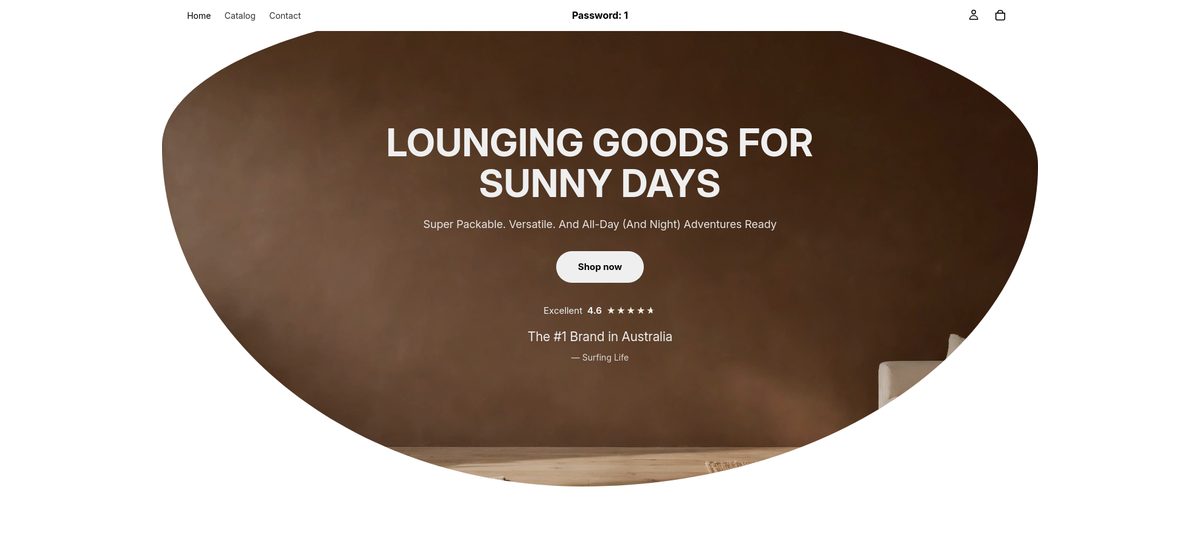 Home Catalog Contact
Password: 1
LOUNGING GOODS FOR
SUNNY DAYS
Super Packable. Versatile. And All-Day (And Night) Adventures Ready
Shop now
Excellent 4.6 ★★★★★
The #1 Brand in Australia
— Surfing Life